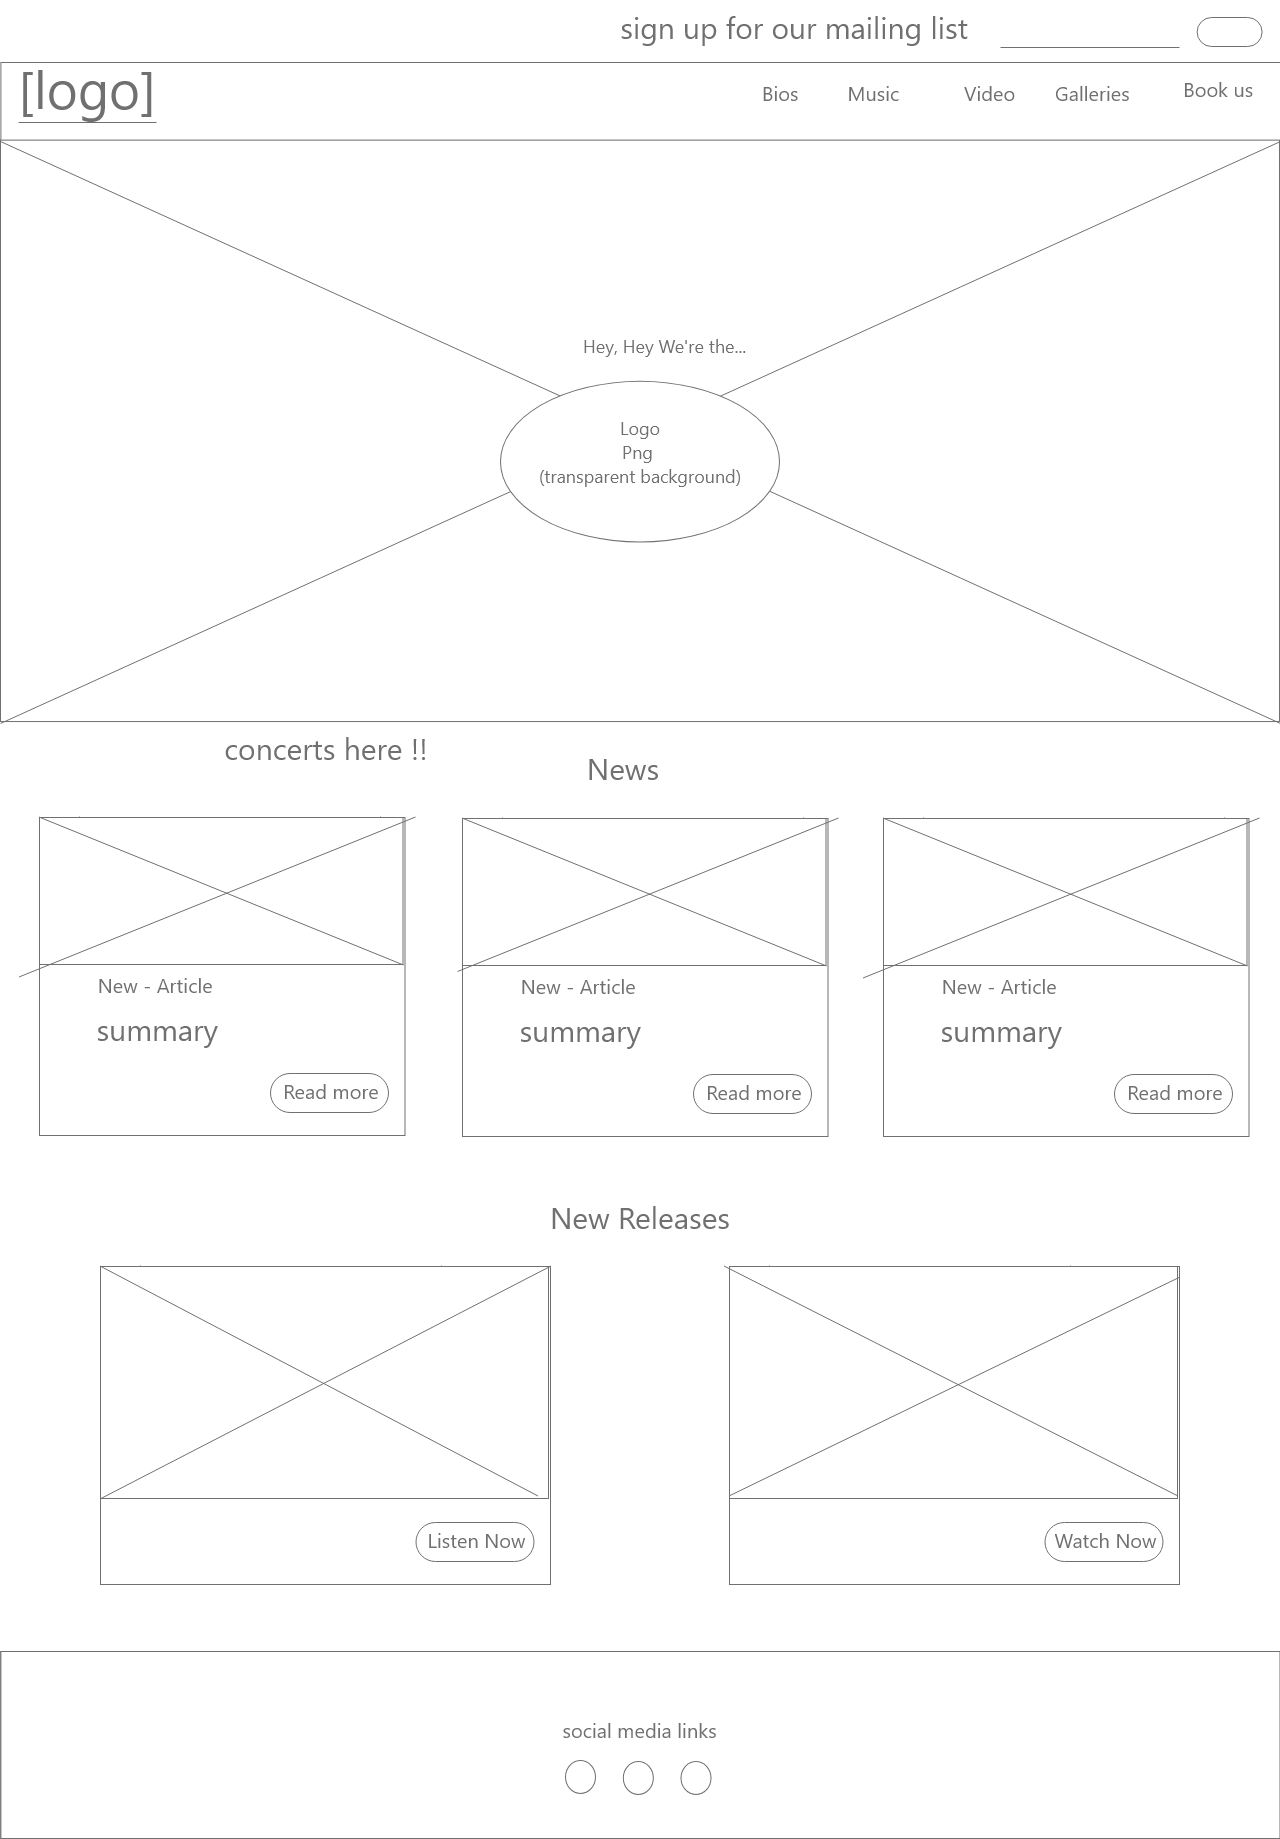 sign up for our mailing list
[logo]
Bios
Music
Video
Galleries
Book us
Hey, Hey We're the...
Logo
Png
(transparent background)
concerts here !!
News
New - Article
summary
Read more
New - Article
summary
Read more
New - Article
summary
Read more
New Releases
Listen Now
Watch Now
social media links